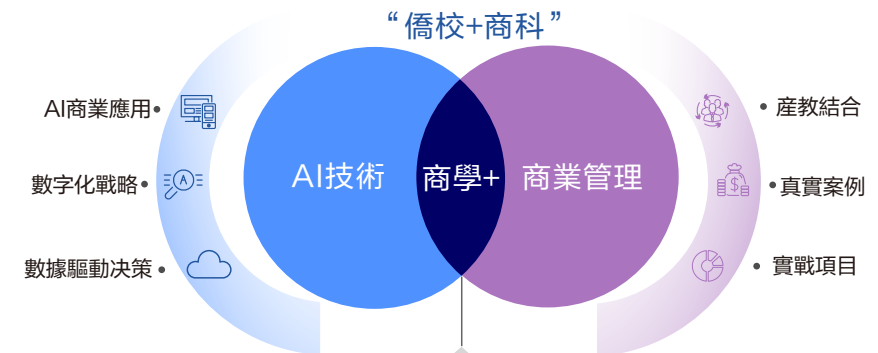 “僑校+商科”
AI商業應用
數字化戰略
數據驅動决策
AI技術
商學+
商業管理
産教結合
真實案例
實戰項目